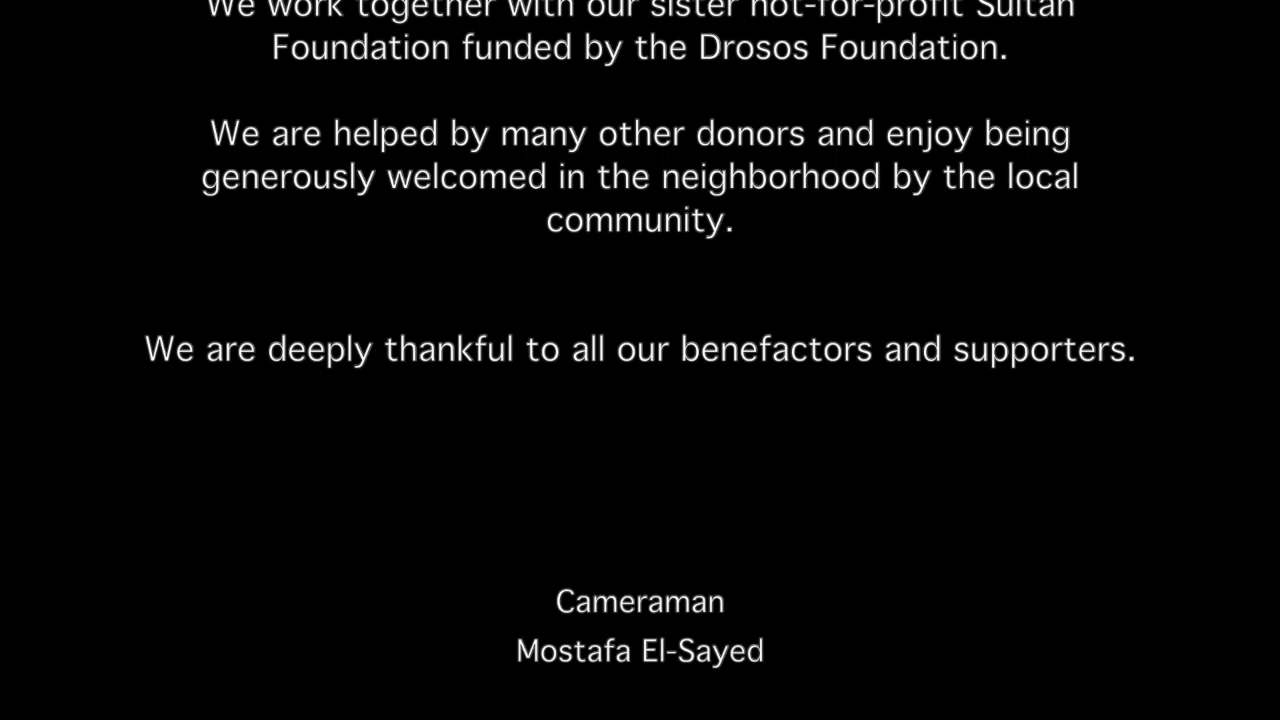 We work together with our sister not-for-profit Sultan
Foundation funded by the Drosos Foundation.
We are helped by many other donors and enjoy being
generously welcomed in the neighborhood by the local
community.
We are deeply thankful to all our benefactors and supporters.
Cameraman
Mostafa El-Sayed